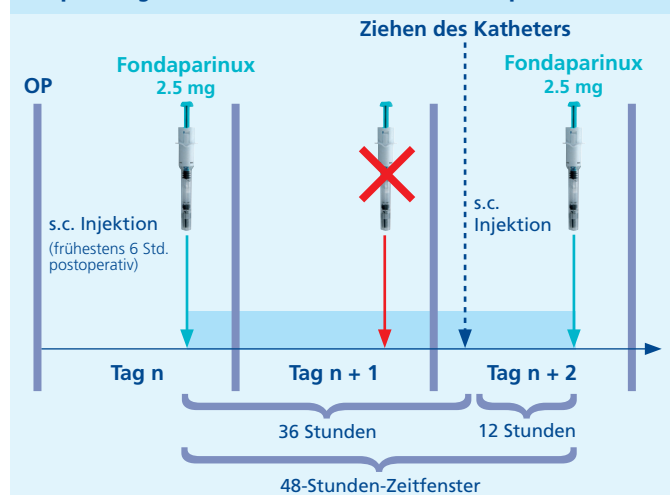 Ziehen des Katheters
Fondaparinux
2.5 mg
Fondaparinux
2.5 mg
OP
s.c. Injektion
(frühestens 6 Std.
postoperativ)
s.c.
Injektion
Tag n
Tag n + 1
Tag n + 2
36 Stunden
12 Stunden
48-Stunden-Zeitfenster